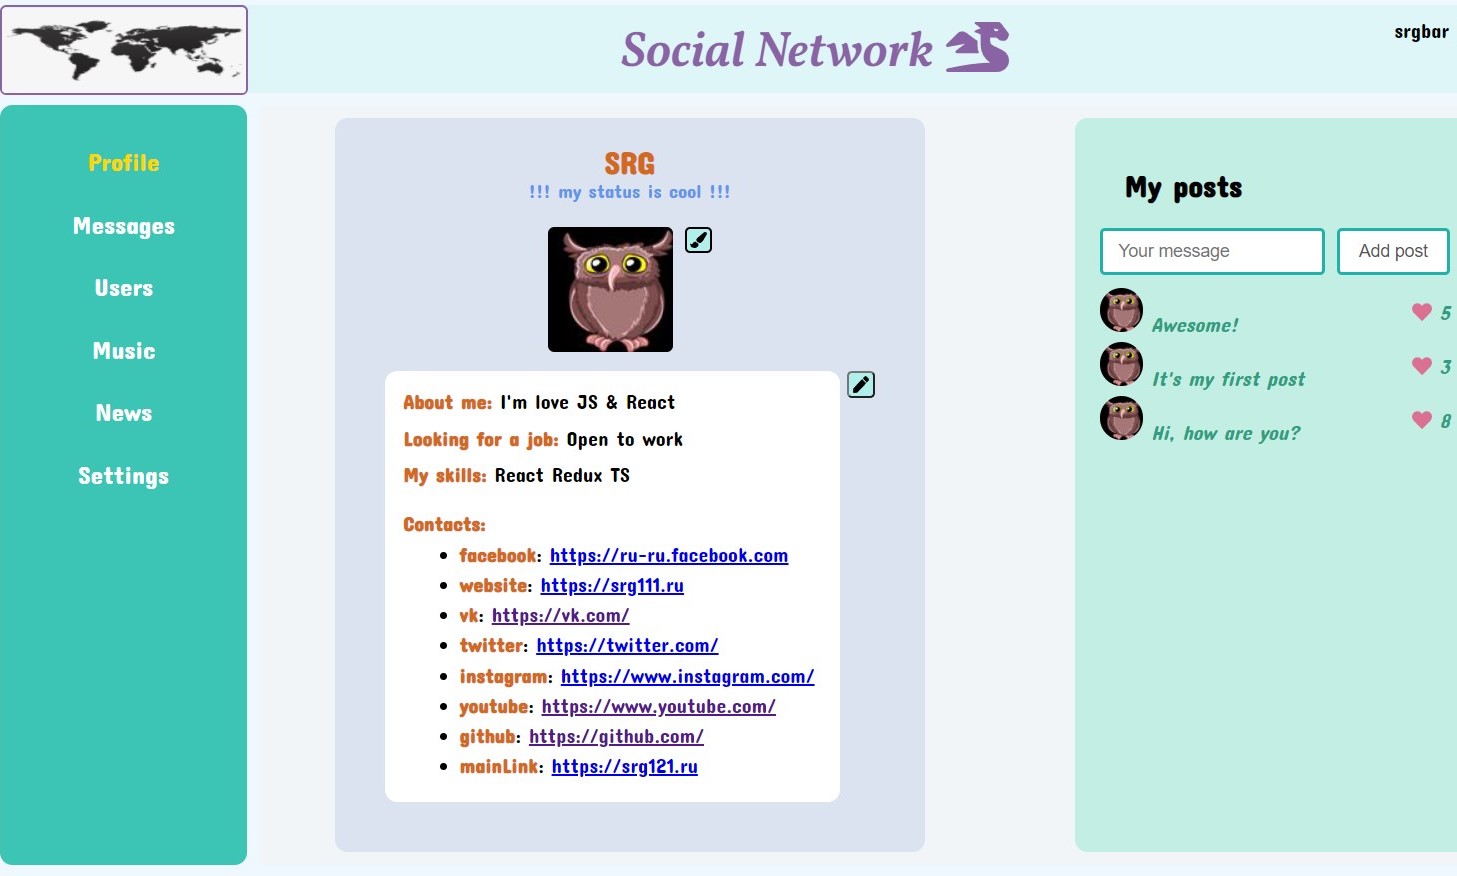 Social Network
srgbar
Profile
Messages
Users
Music
News
Settings
SRG
!!! my status is cool !!!
About me: I'm love JS & React
Looking for a job: Open to work
My skills: React Redux TS
Contacts:
facebook: https://ru-ru.facebook.com
website: https://srg111.ru
vk: https://vk.com/
twitter: https://twitter.com/
instagram: https://www.instagram.com/
youtube: https://www.youtube.com/
github: https://github.com/
mainLink: https://srg121.ru
My posts
Your message
Add post
Awesome! 5
It's my first post 3
Hi, how are you? 8